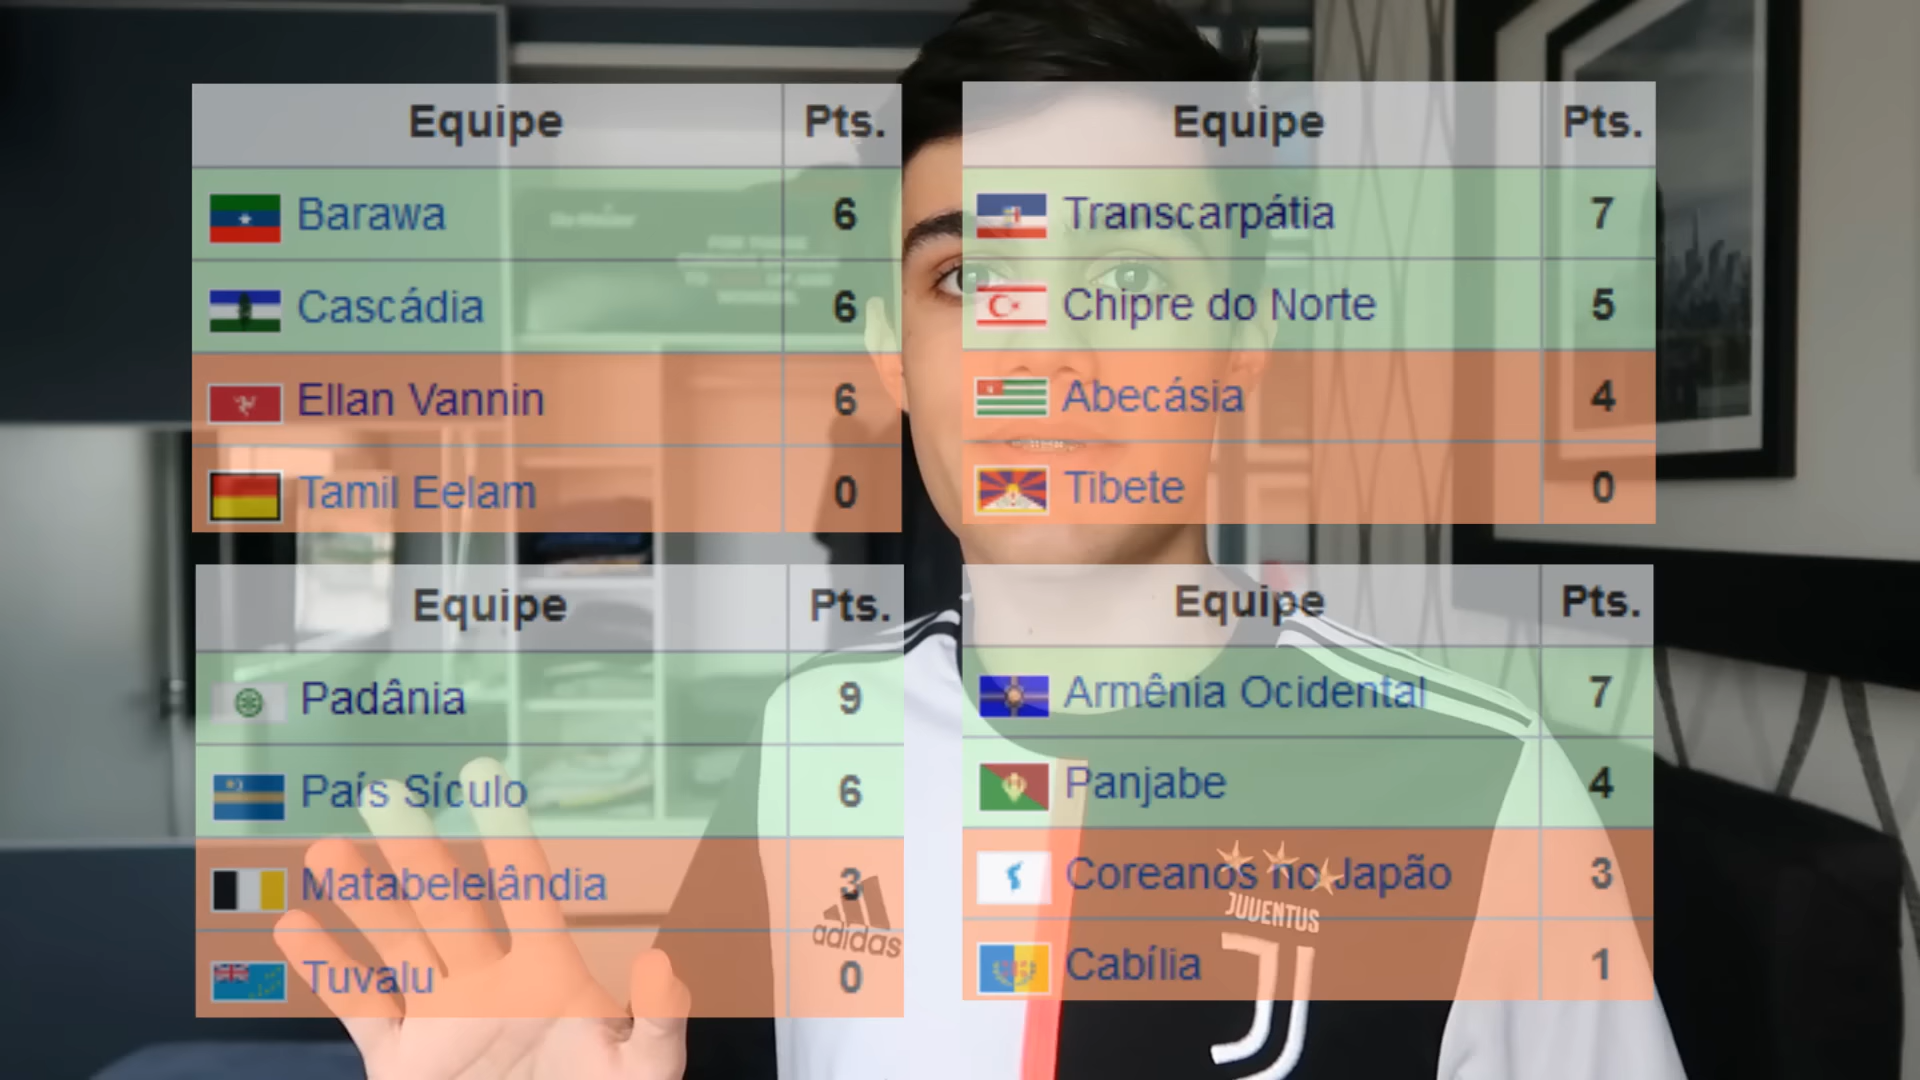 Equipe Pts.
Barawa 6
Cascádia 6
Ellan Vannin 6
Tamil Eelam 0
Equipe Pts.
Transcarpátia 7
Chipre do Norte 5
Abecásia 4
Tibete 0
Equipe Pts.
Padânia 9
País Sículo 6
Matabelelândia 3
Tuvalu 0
Equipe Pts.
Armênia Ocidental 7
Panjabe 4
Coreanos no Japão 3
Cabília 1
adidas
JUVENTUS